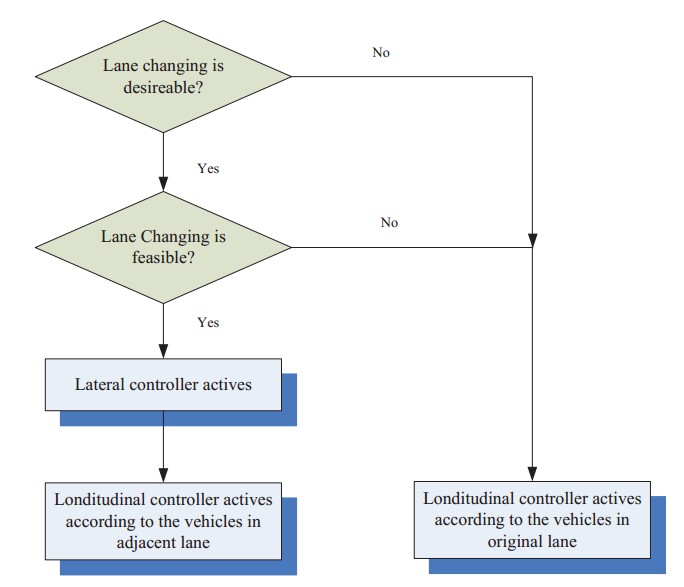 Lane changing is
desireable?
No
Yes
Lane Changing is
feasible?
No
Yes
Lateral controller actives
Londitudinal controller actives
according to the vehicles in
adjacent lane
Londitudinal controller actives
according to the vehicles in
original lane